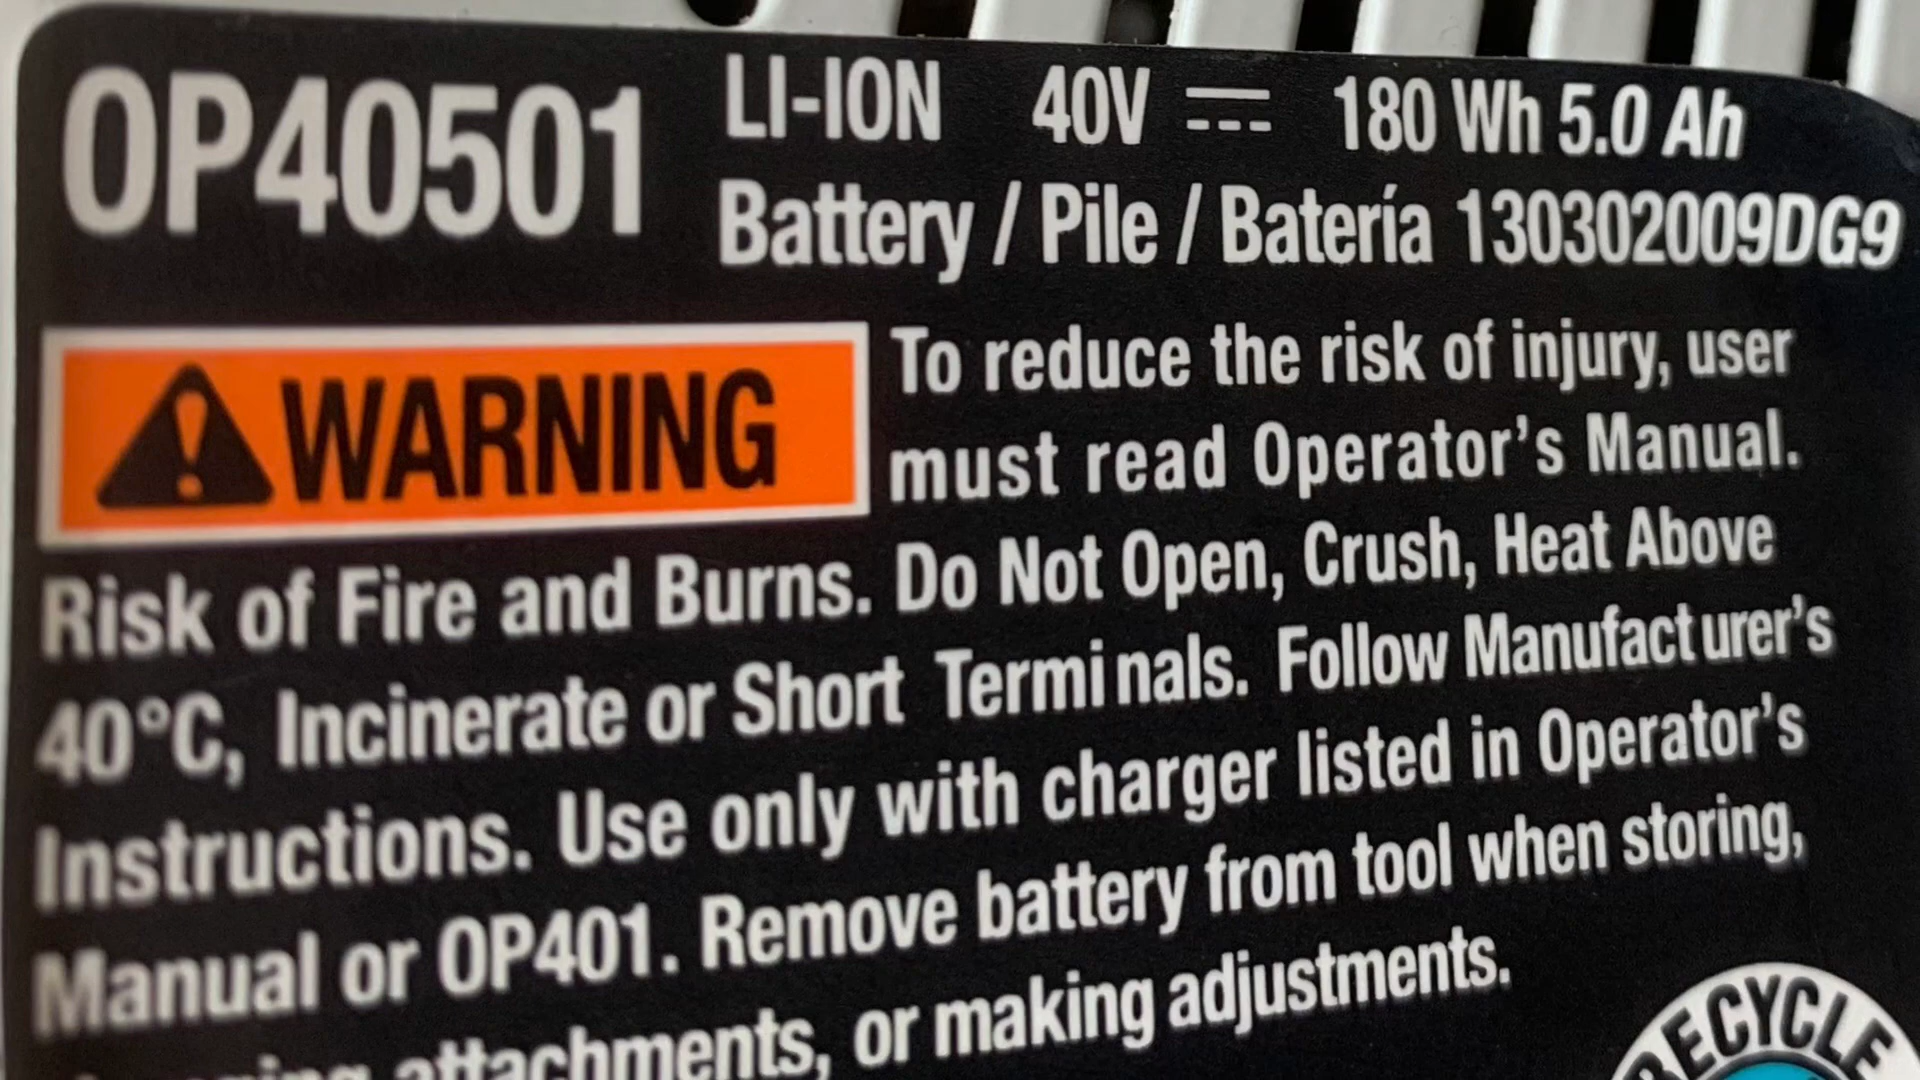 OP40501 LI-ION 40V ⎓ 180 Wh 5.0 Ah
Battery / Pile / Batería 130302009DG9
WARNING To reduce the risk of injury, user
must read Operator's Manual.
Risk of Fire and Burns. Do Not Open, Crush, Heat Above
40°C, Incinerate or Short Terminals. Follow Manufacturer's
Instructions. Use only with charger listed in Operator's
Manual or OP401. Remove battery from tool when storing,
attachments, or making adjustments.
RECYCLE